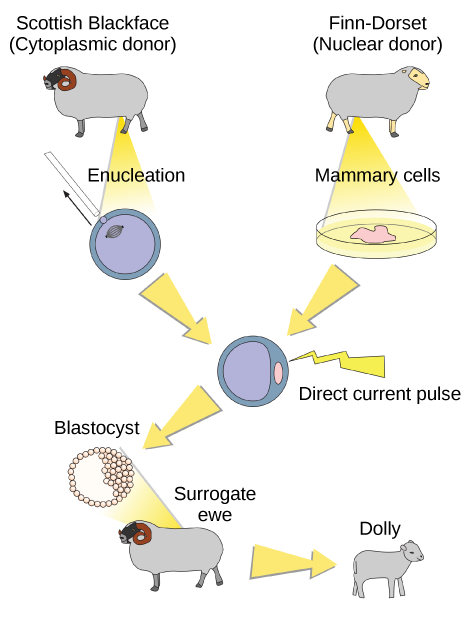 Scottish Blackface
(Cytoplasmic donor)
Finn-Dorset
(Nuclear donor)
Enucleation
Mammary cells
Direct current pulse
Blastocyst
Surrogate
ewe
Dolly